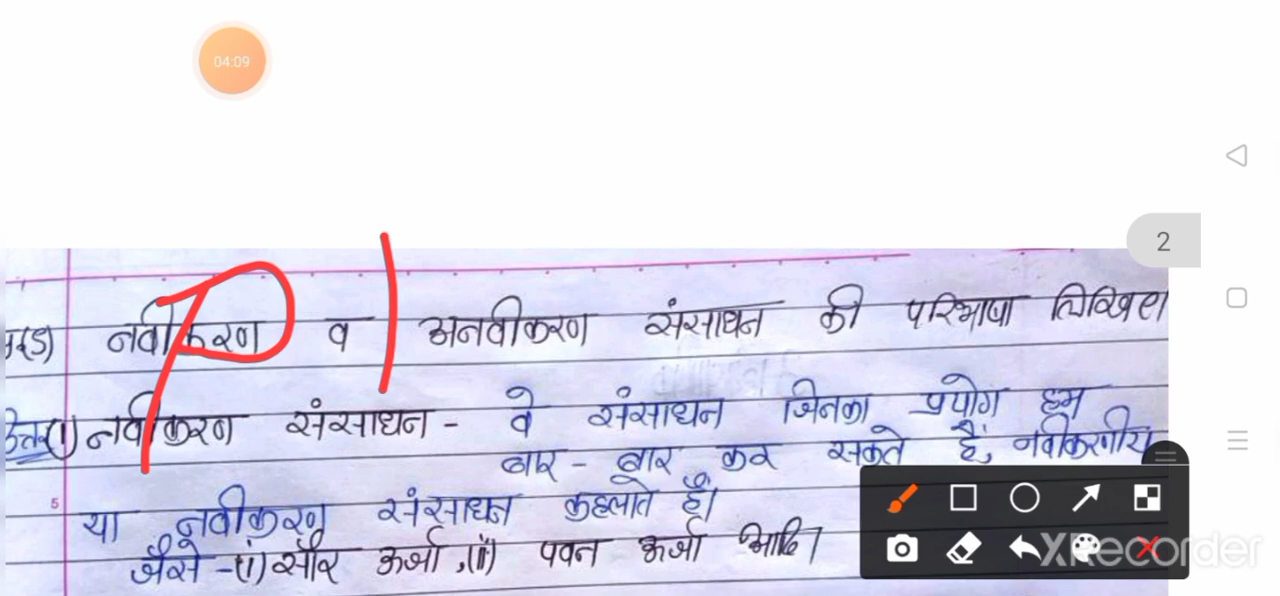 04:09
2
नवीकरण व अनवीकरण संसाधन की परिभाषा लिखिए।
उत्तर (1) नवीकरण संसाधन - वे संसाधन जिनका प्रयोग हम
बार - बार कर सकते हैं, नवीकरणीय
5
या नवीकरण संसाधन कहलाते हैं।
जैसे - (i) सौर ऊर्जा, (ii) पवन ऊर्जा आदि।
P1
XRecorder